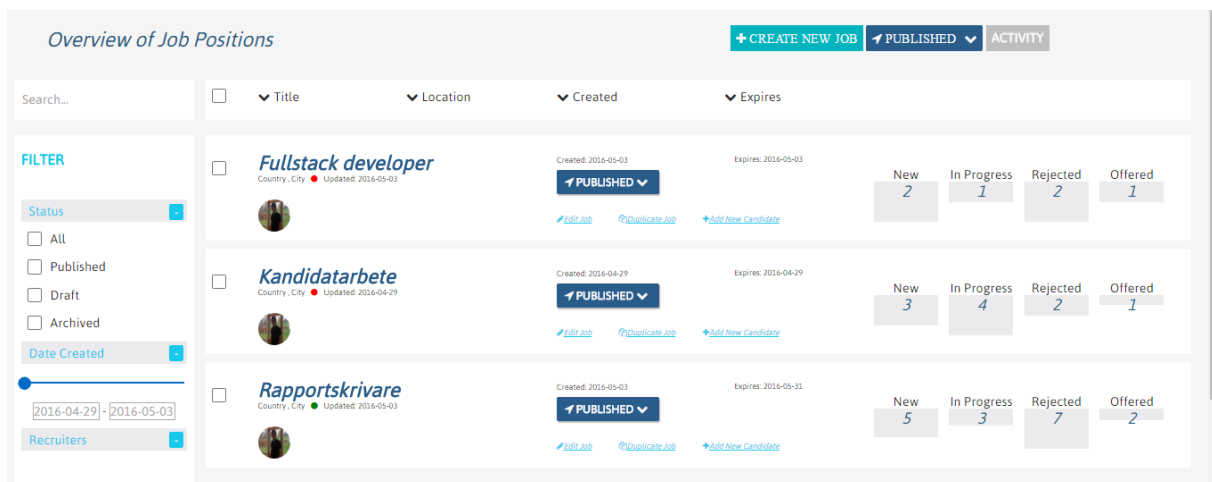 Overview of Job Positions
CREATE NEW JOB PUBLISHED ACTIVITY
Search...
Title Location Created Expires
FILTER
Status -
All
Published
Draft
Archived
Date Created -
2016-04-29 - 2016-05-03
Recruiters -
Fullstack developer
Country , City Updated: 2016-05-03
Created: 2016-05-03 Expires: 2016-05-03
PUBLISHED
Edit Job Duplicate Job Add New Candidate
New In Progress Rejected Offered
2 1 2 1
Kandidatarbete
Country , City Updated: 2016-04-29
Created: 2016-04-29 Expires: 2016-04-29
PUBLISHED
Edit Job Duplicate Job Add New Candidate
New In Progress Rejected Offered
3 4 2 1
Rapportskrivare
Country , City Updated: 2016-05-03
Created: 2016-05-03 Expires: 2016-05-31
PUBLISHED
Edit Job Duplicate Job Add New Candidate
New In Progress Rejected Offered
5 3 7 2